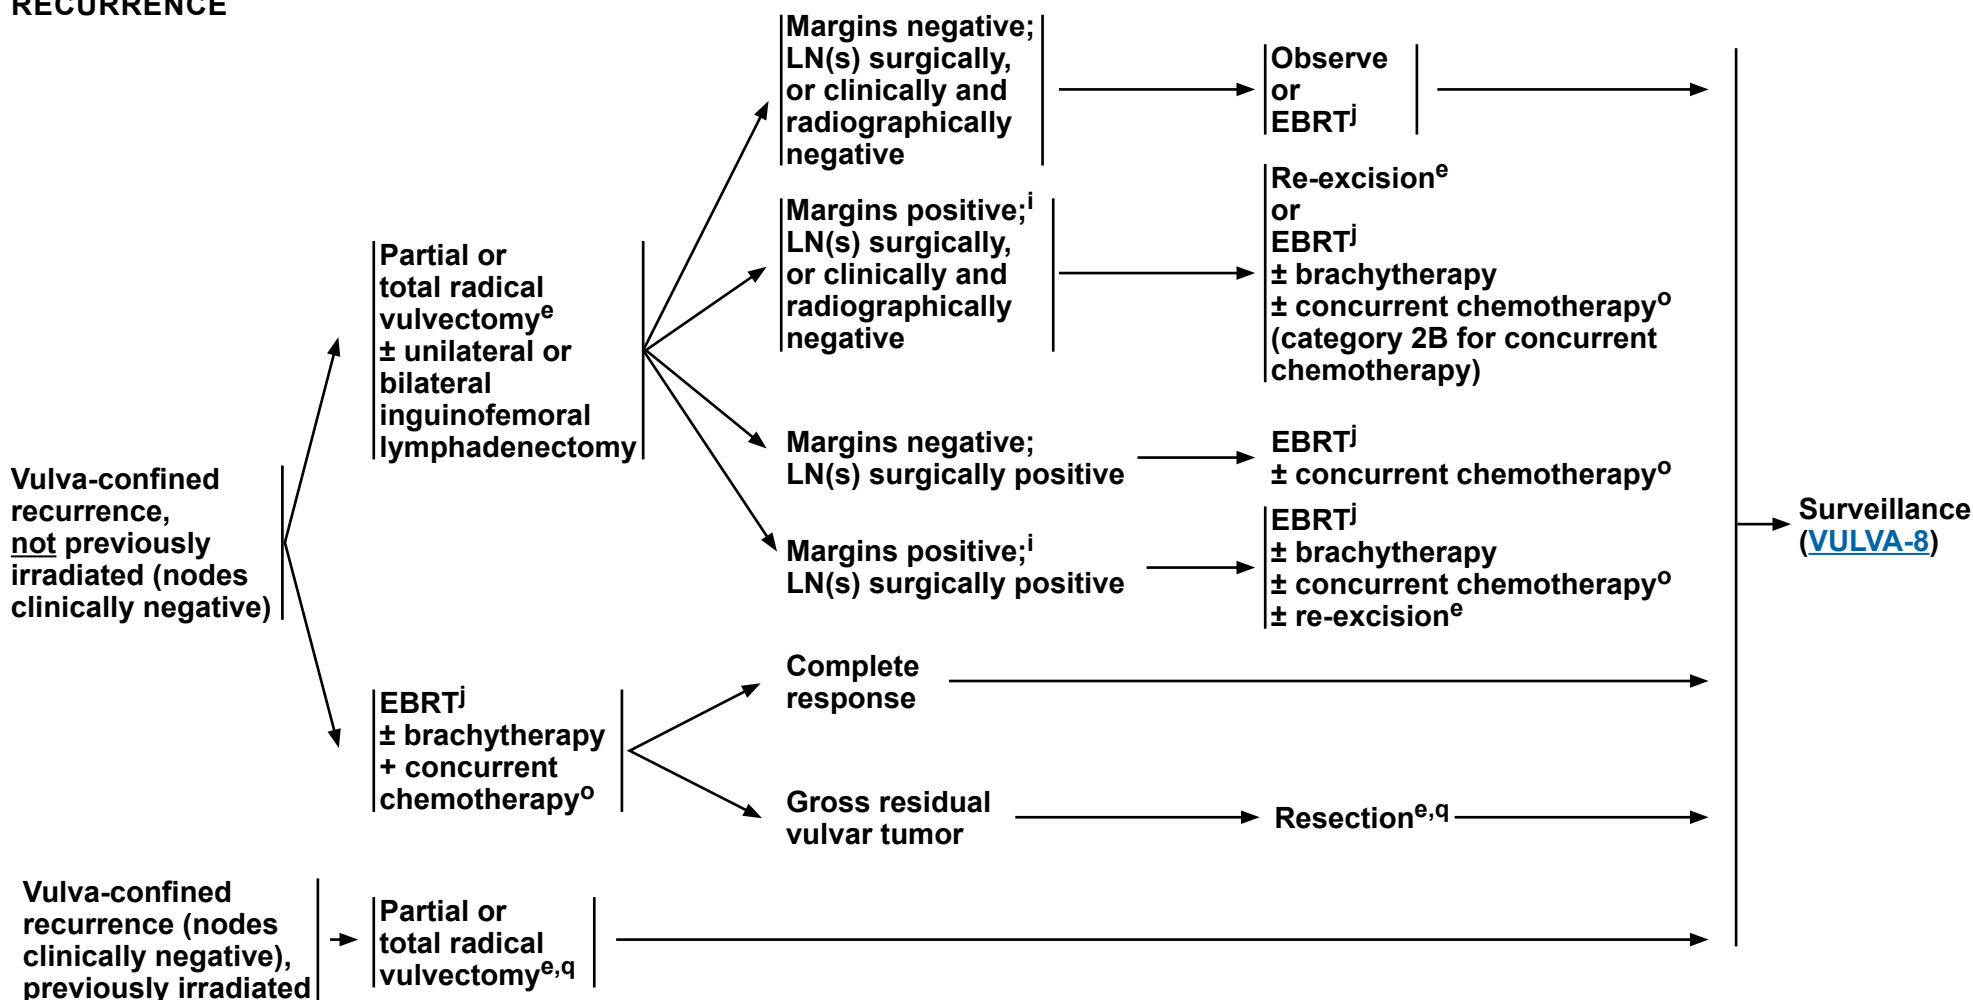 RECURRENCE
Vulva-confined
recurrence,
not previously
irradiated (nodes
clinically negative)
Partial or
total radical
vulvectomyᵉ
± unilateral or
bilateral
inguinofemoral
lymphadenectomy
Margins negative;
LN(s) surgically,
or clinically and
radiographically
negative
Observe
or
EBRTʲ
Margins positive;ⁱ
LN(s) surgically,
or clinically and
radiographically
negative
Re-excisionᵉ
or
EBRTʲ
± brachytherapy
± concurrent chemotherapyᵒ
(category 2B for concurrent
chemotherapy)
Margins negative;
LN(s) surgically positive
EBRTʲ
± concurrent chemotherapyᵒ
Margins positive;ⁱ
LN(s) surgically positive
EBRTʲ
± brachytherapy
± concurrent chemotherapyᵒ
± re-excisionᵉ
EBRTʲ
± brachytherapy
+ concurrent
chemotherapyᵒ
Complete
response
Gross residual
vulvar tumor
Resectionᵉ,q
Surveillance
(VULVA-8)
Vulva-confined
recurrence (nodes
clinically negative),
previously irradiated
Partial or
total radical
vulvectomyᵉ,q